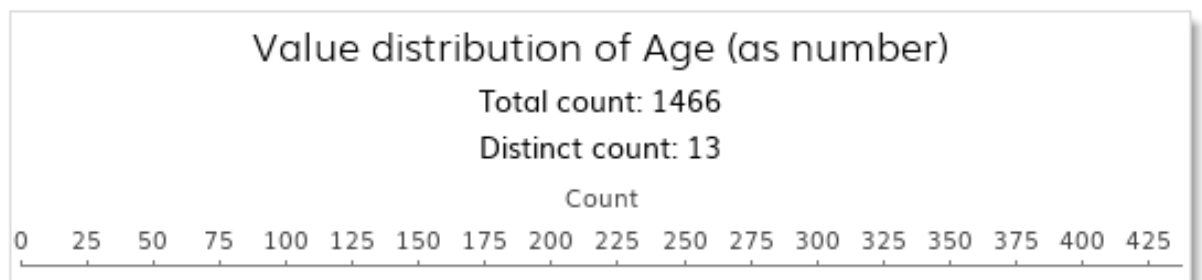 Value distribution of Age (as number)
Total count: 1466
Distinct count: 13
Count
0 25 50 75 100 125 150 175 200 225 250 275 300 325 350 375 400 425